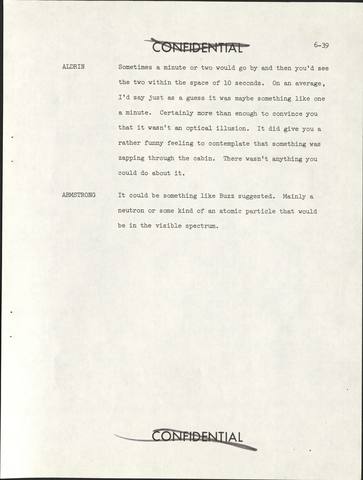 CONFIDENTIAL
6-39
ALDRIN Sometimes a minute or two would go by and then you'd see
the two within the space of 10 seconds. On an average,
I'd say just as a guess it was maybe something like one
a minute. Certainly more than enough to convince you
that it wasn't an optical illusion. It did give you a
rather funny feeling to contemplate that something was
zapping through the cabin. There wasn't anything you
could do about it.
ARMSTRONG It could be something like Buzz suggested. Mainly a
neutron or some kind of an atomic particle that would
be in the visible spectrum.
CONFIDENTIAL